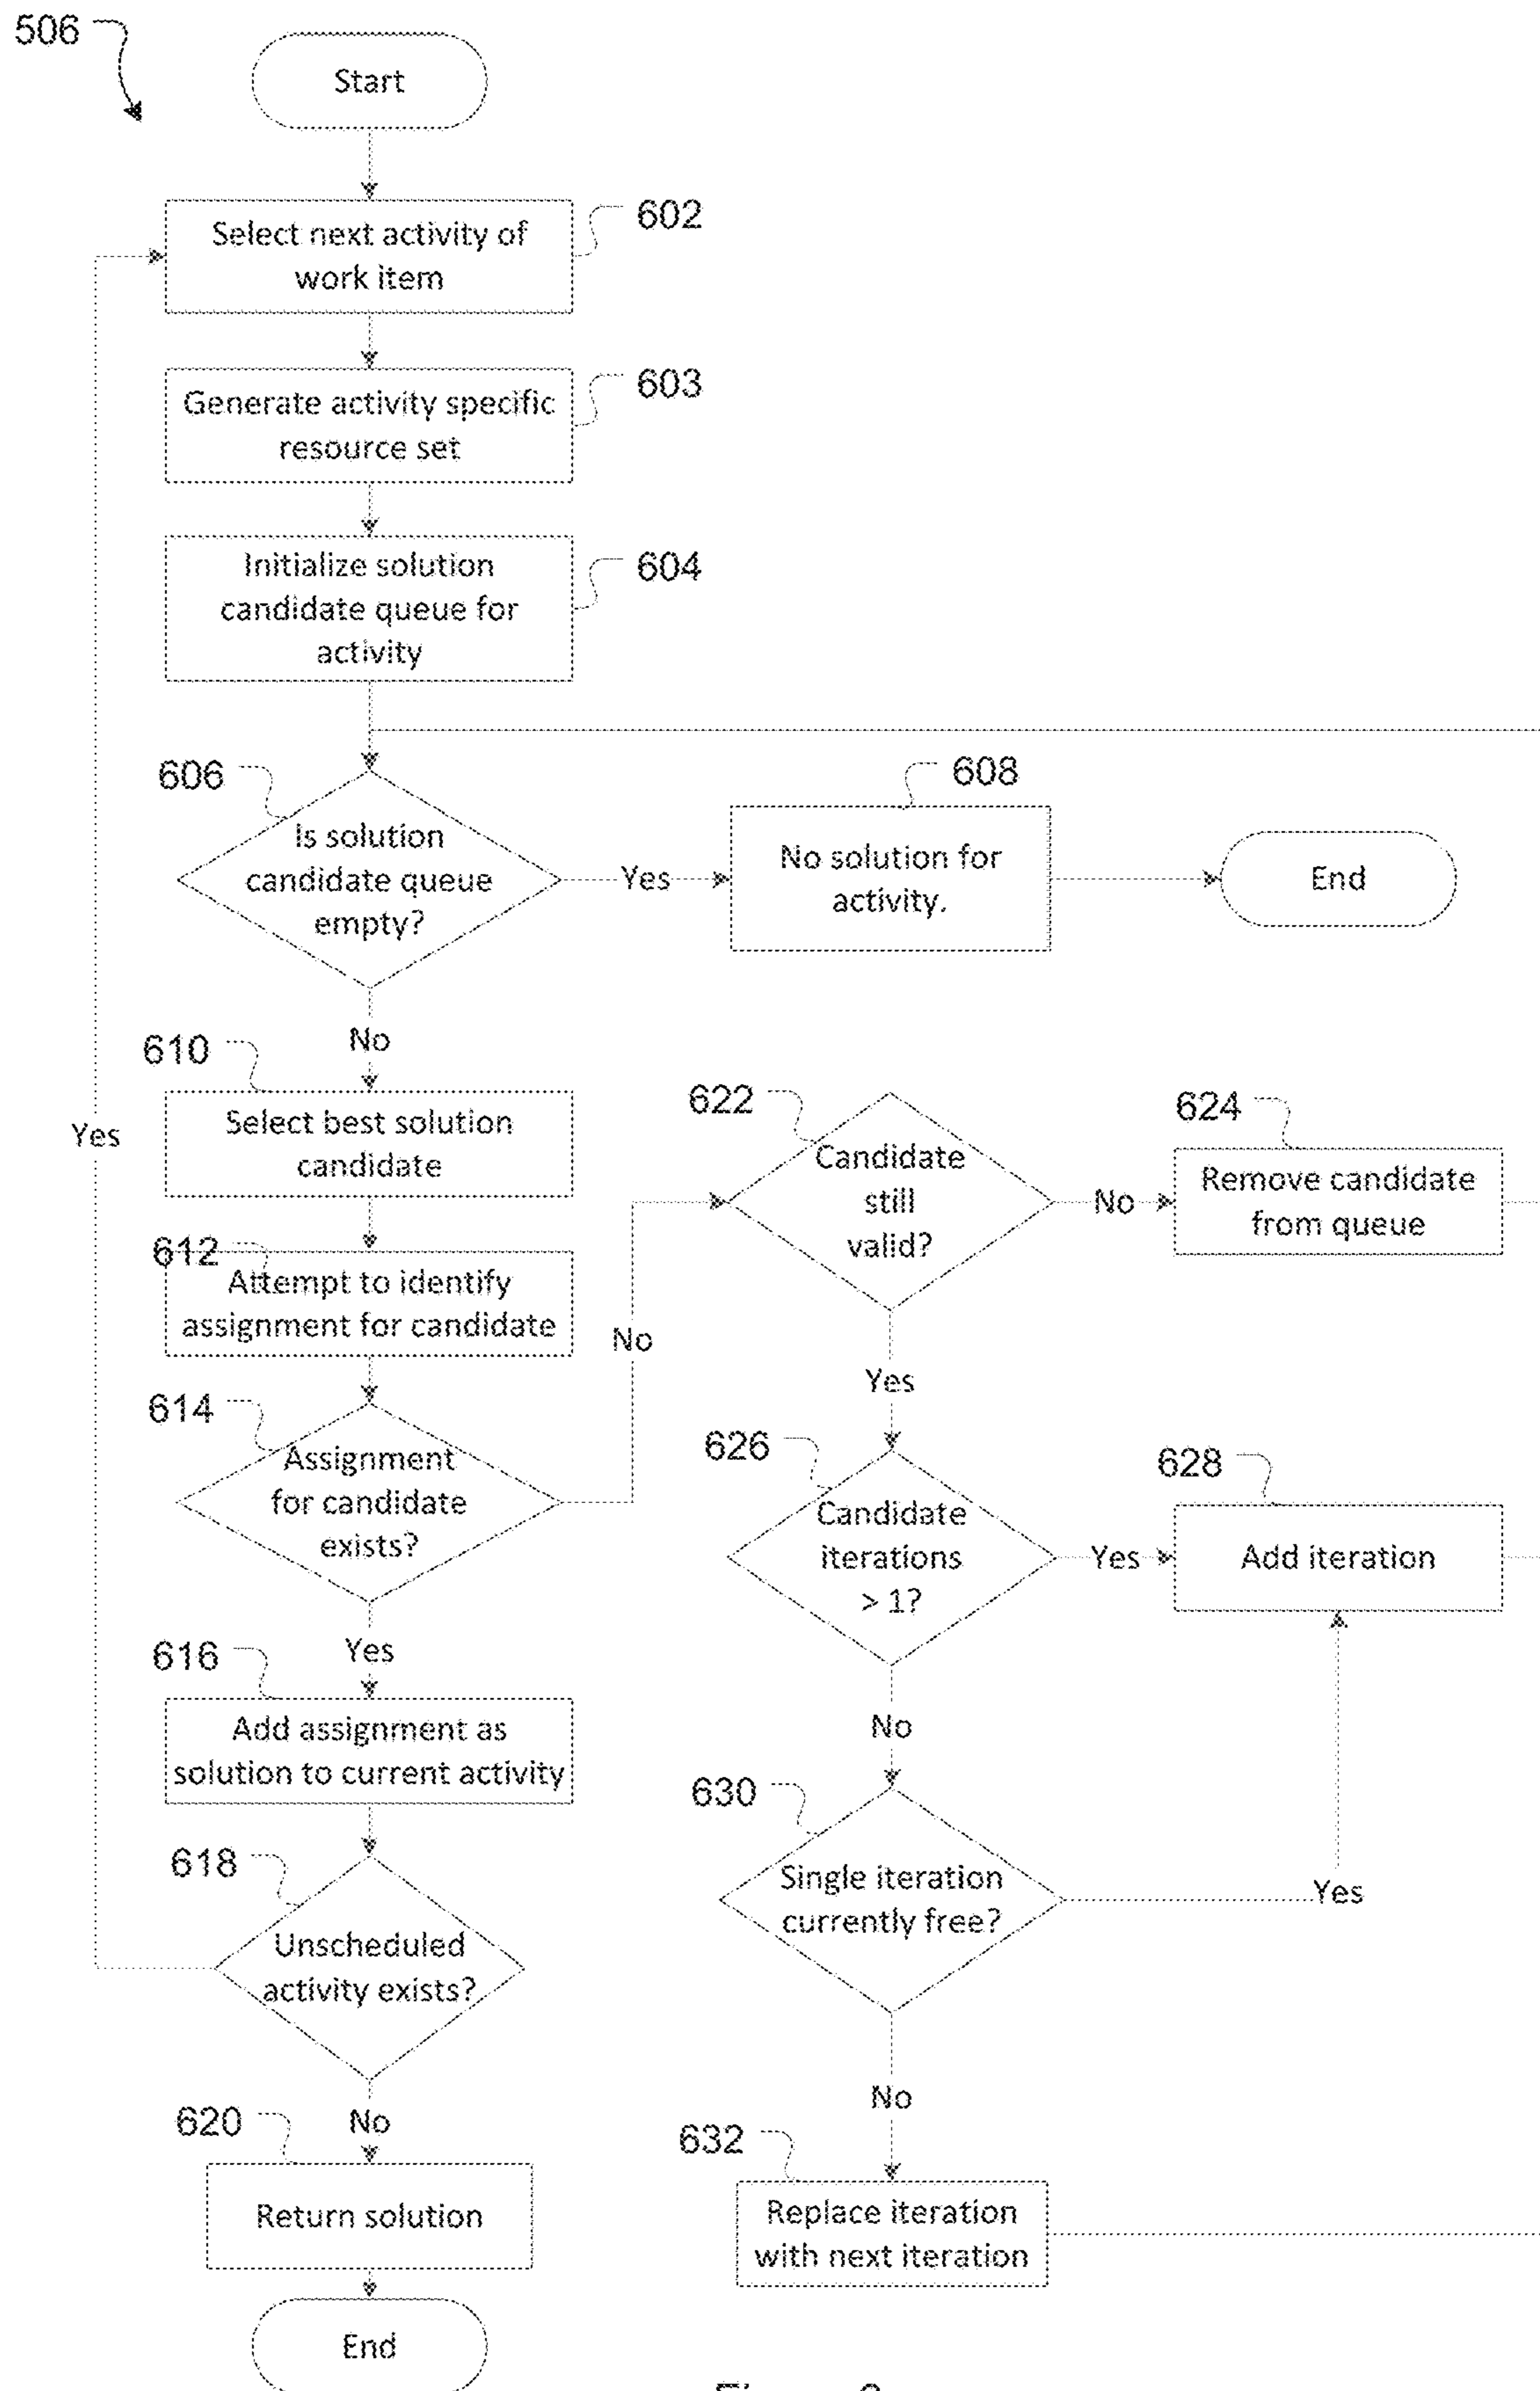 506
Start
602
Select next activity of
work item
603
Generate activity specific
resource set
604
Initialize solution
candidate queue for
activity
606
Is solution
candidate queue
empty?
Yes
608
No solution for
activity.
End
No
610
Select best solution
candidate
Yes
612
Attempt to identify
assignment for candidate
614
Assignment
for candidate
exists?
No
Yes
616
Add assignment as
solution to current activity
618
Unscheduled
activity exists?
No
620
Return solution
End
622
Candidate
still
valid?
No
624
Remove candidate
from queue
Yes
626
Candidate
iterations
> 1?
Yes
628
Add iteration
No
630
Single iteration
currently free?
Yes
No
632
Replace iteration
with next iteration